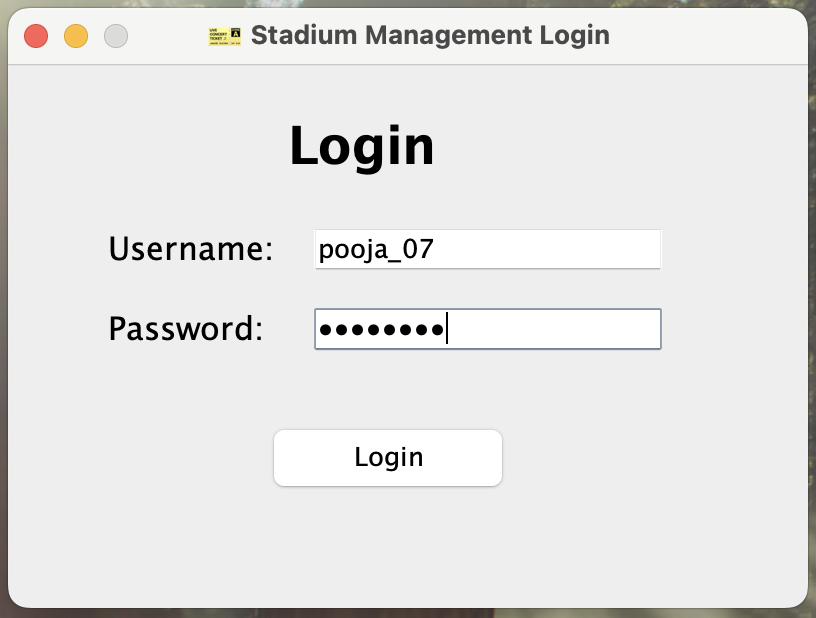 Stadium Management Login
Login
Username: pooja_07
Password: ●●●●●●●●
Login